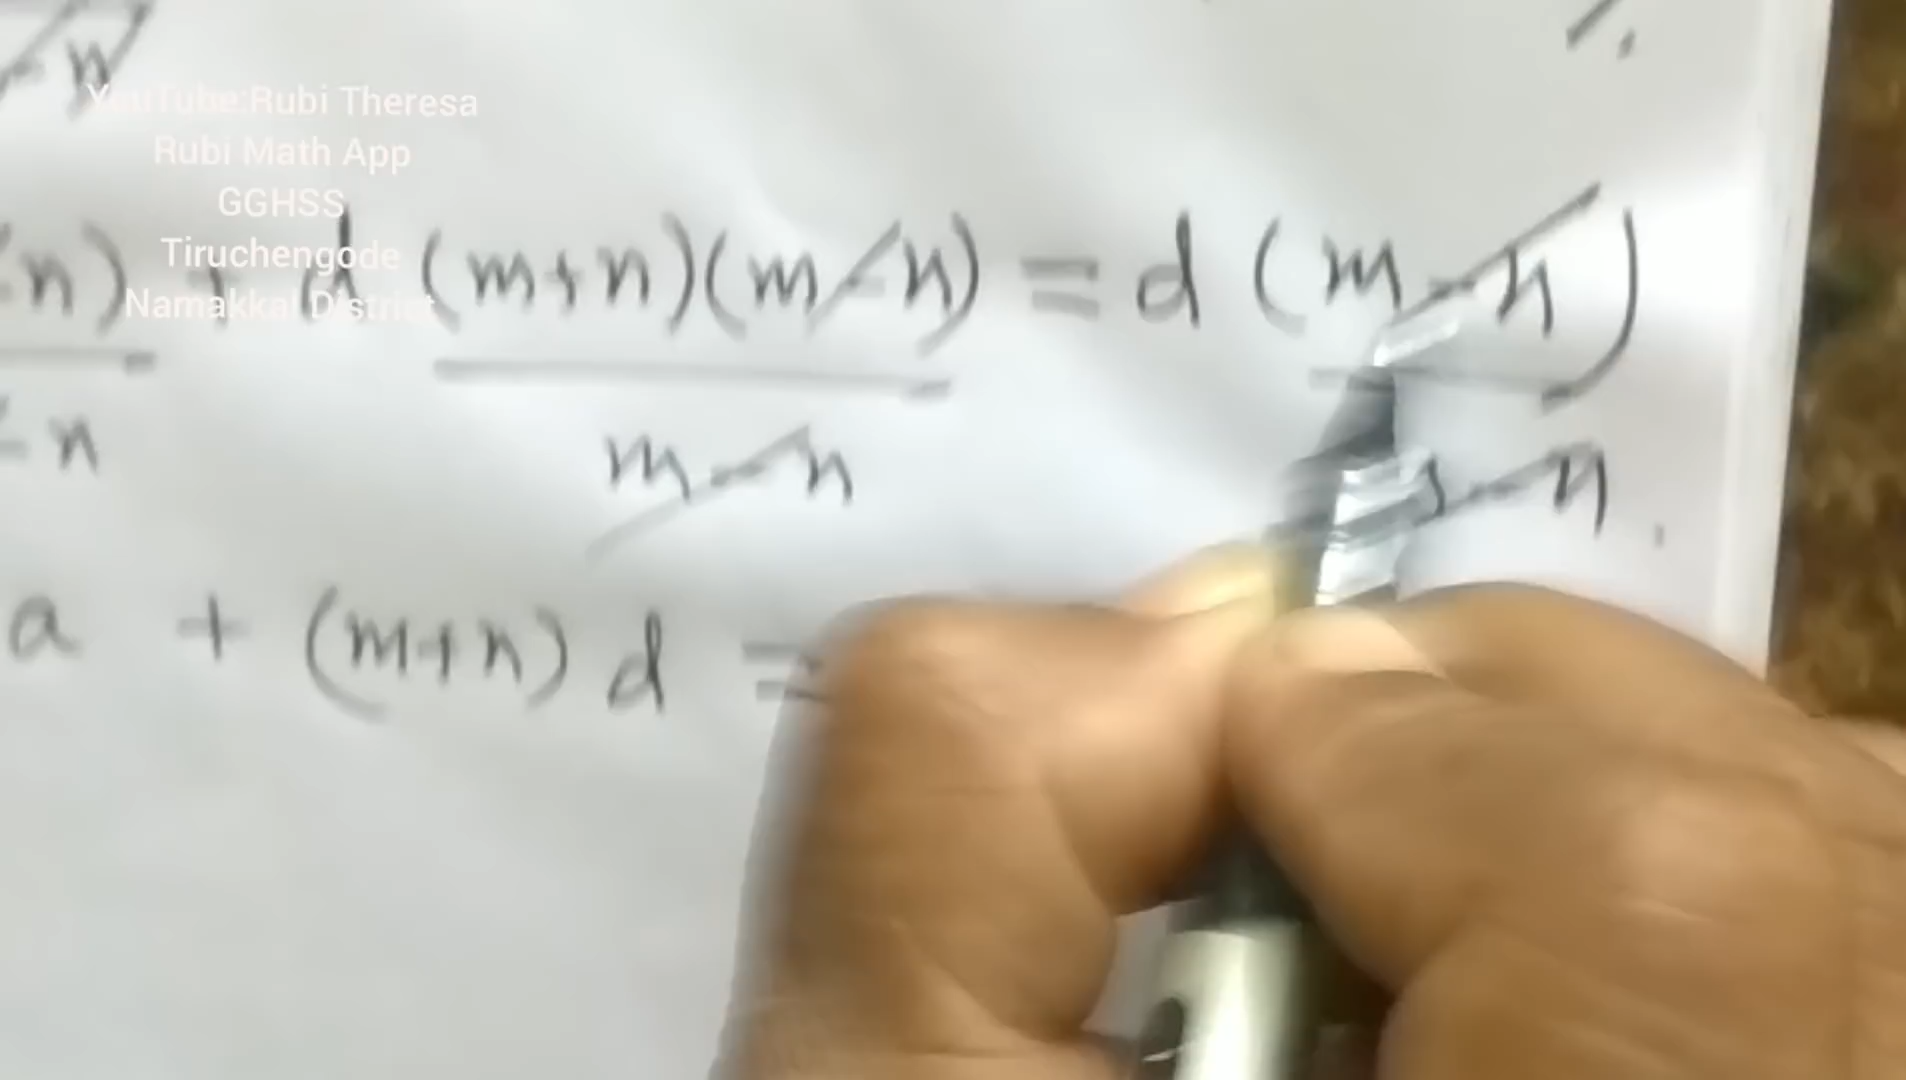 - n
YouTube:Rubi Theresa
Rubi Math App
GGHSS
Tiruchengode
Namakkal District
n) + d (m+n)(m-n) = d (m-n)
- n m-n - n .
a + (m+n) d =